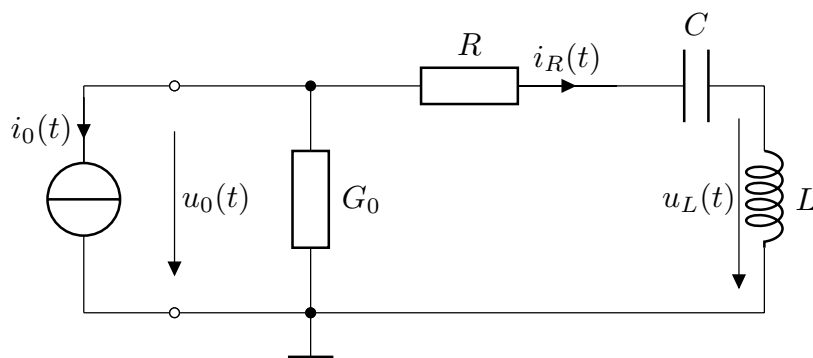 C
R
i_R(t)
i_0(t)
u_0(t)
G_0
u_L(t)
L